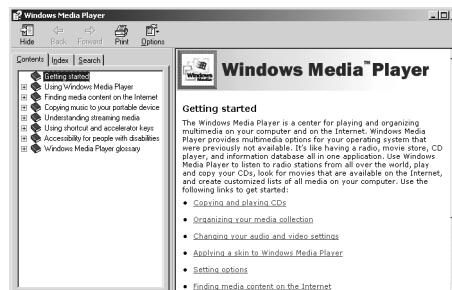 Windows Media Player
Hide Back Forward Print Options
Contents Index Search
Getting started
Using Windows Media Player
Finding media content on the Internet
Copying music to your portable device
Understanding streaming media
Using shortcut and accelerator keys
Accessibility for people with disabilities
Windows Media Player glossary
Windows
Windows Media™Player
Getting started
The Windows Media Player is a center for playing and organizing
multimedia on your computer and on the Internet. Windows Media
Player provides multimedia options for your operating system that
were previously not available. It's like having a radio, movie store, CD
player, and information database all in one application. Use Windows
Media Player to listen to radio stations from all over the world, play
and copy your CDs, look for movies that are available on the Internet,
and create customized lists of all media on your computer. Use the
following links to get started:
• Copying and playing CDs
• Organizing your media collection
• Changing your audio and video settings
• Applying a skin to Windows Media Player
• Setting options
• Finding media content on the Internet